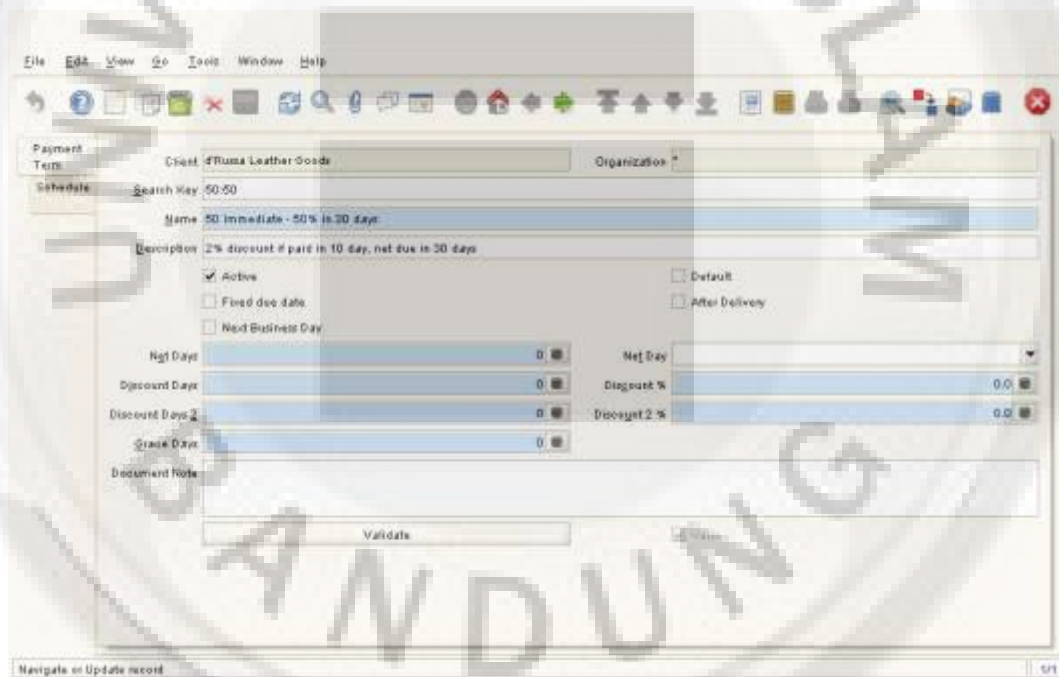 File Edit View Go Tools Window Help
Payment Term
Schedule
Client d'Russa Leather Goods Organization *
Search Key 50:50
Name 50 Immediate - 50% in 30 days
Description 2% discount if paid in 10 day, net due in 30 days
Active Default
Fixed due date After Delivery
Next Business Day
Net Days 0 Net Day
Discount Days 0 Discount % 0.0
Discount Days 2 0 Discount 2 % 0.0
Grace Days 0
Document Note
Validate
Navigate or Update record 1/1
BANDUNG